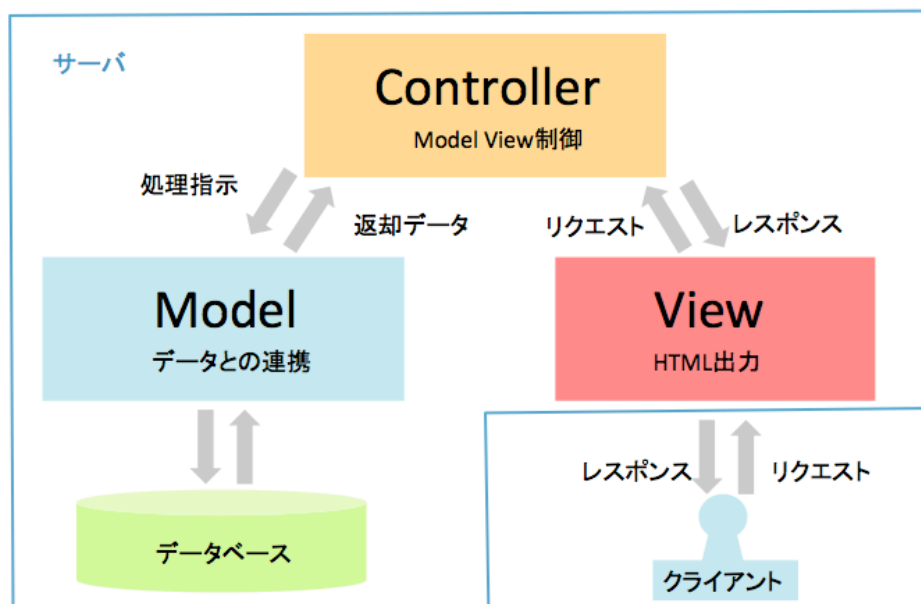 サーバ
Controller
Model View制御
処理指示
返却データ
リクエスト
レスポンス
Model
データとの連携
View
HTML出力
レスポンス
リクエスト
データベース
クライアント